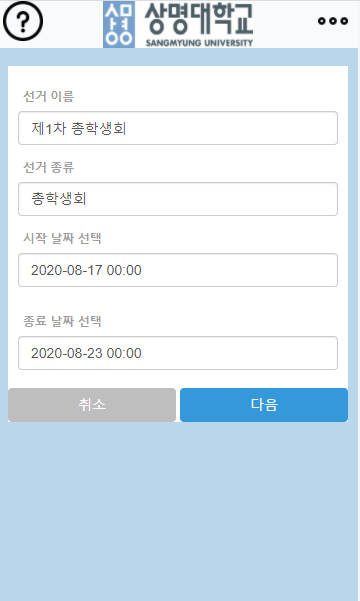 ?
상명
상명대학교
SANGMYUNG UNIVERSITY
선거 이름
제1차 총학생회
선거 종류
총학생회
시작 날짜 선택
2020-08-17 00:00
종료 날짜 선택
2020-08-23 00:00
취소
다음